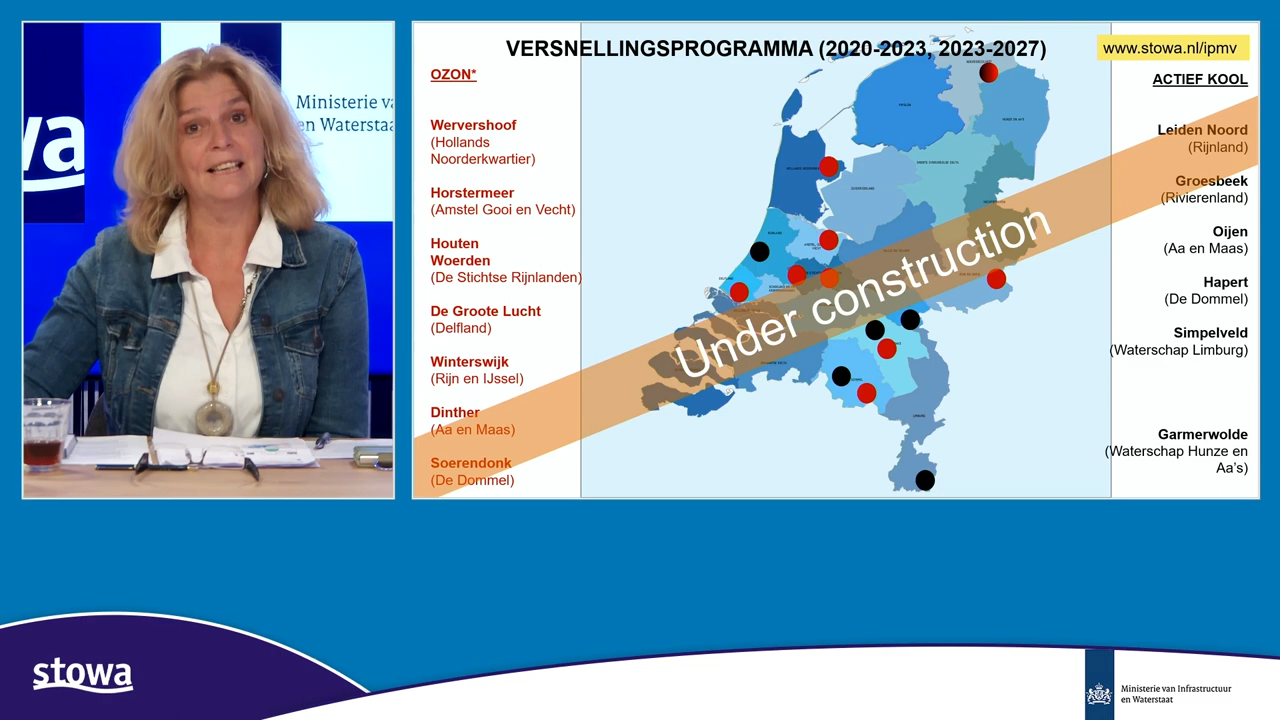 wa
Ministerie va
en Waterstaa
VERSNELLINGSPROGRAMMA (2020-2023, 2023-2027)
www.stowa.nl/ipmv
OZON*
Wervershoof
(Hollands
Noorderkwartier)
Horstermeer
(Amstel Gooi en Vecht)
Houten
Woerden
(De Stichtse Rijnlanden)
De Groote Lucht
(Delfland)
Winterswijk
(Rijn en IJssel)
Dinther
(Aa en Maas)
Soerendonk
(De Dommel)
Under construction
ACTIEF KOOL
Leiden Noord
(Rijnland)
Groesbeek
(Rivierenland)
Oijen
(Aa en Maas)
Hapert
(De Dommel)
Simpelveld
(Waterschap Limburg)
Garmerwolde
(Waterschap Hunze en
Aa's)
stowa
Ministerie van Infrastructuur
en Waterstaat